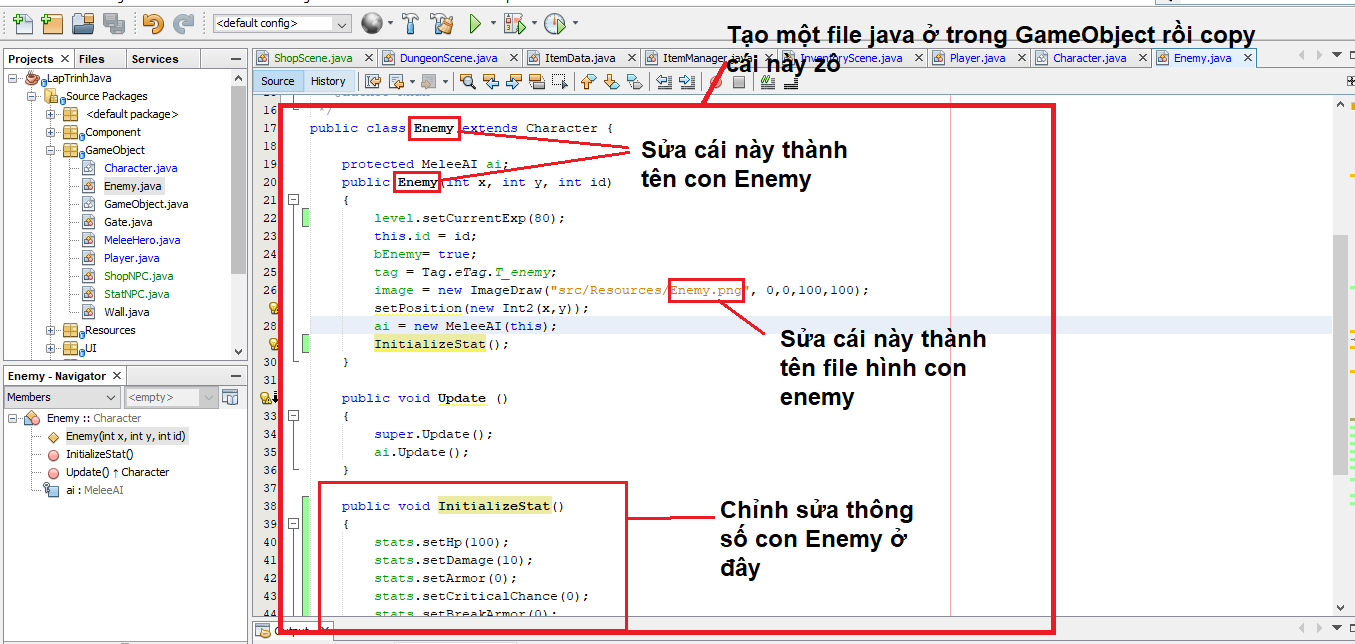 <default config>
Tạo một file java ở trong GameObject rồi copy
cái này zô
Projects
Files
Services
ShopScene.java
DungeonScene.java
ItemData.java
ItemManager.java
InventoryScene.java
Player.java
Character.java
Enemy.java
Source
History
LapTrinhJava
Source Packages
<default package>
Component
GameObject
Character.java
Enemy.java
GameObject.java
Gate.java
MeleeHero.java
Player.java
ShopNPC.java
StatNPC.java
Wall.java
Resources
UI
16 */
17 public class Enemy extends Character {
18
19 protected MeleeAI ai;
20 public Enemy(int x, int y, int id)
21 {
22 level.setCurrentExp(80);
23 this.id = id;
24 bEnemy= true;
25 tag = Tag.eTag.T_enemy;
26 image = new ImageDraw("src/Resources/Enemy.png", 0,0,100,100);
setPosition(new Int2(x,y));
28 ai = new MeleeAI(this);
InitializeStat();
30 }
31
public void Update ()
33 {
34 super.Update();
35 ai.Update();
36 }
37
38 public void InitializeStat()
39 {
40 stats.setHp(100);
41 stats.setDamage(10);
42 stats.setArmor(0);
43 stats.setCriticalChance(0);
44 stats.setBreakArmor(0);
Sửa cái này thành
tên con Enemy
Sửa cái này thành
tên file hình con
enemy
Chỉnh sửa thông
số con Enemy ở
đây
Enemy - Navigator
Members
<empty>
Enemy :: Character
Enemy(int x, int y, int id)
InitializeStat()
Update() ↑ Character
ai : MeleeAI